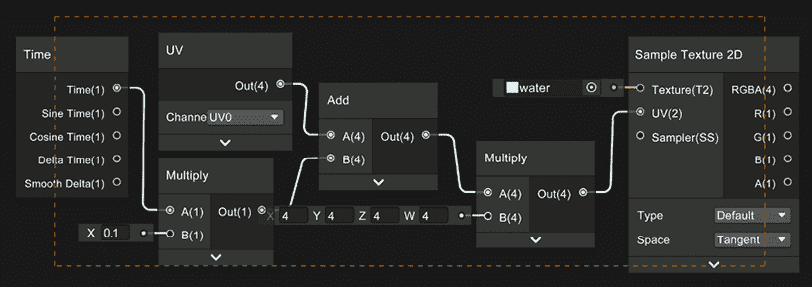 Time
Time(1)
Sine Time(1)
Cosine Time(1)
Delta Time(1)
Smooth Delta(1)
UV
Out(4)
Channe UV0
Multiply
A(1) Out(1)
X 0.1 B(1)
Add
A(4) Out(4)
B(4)
X 4 Y 4 Z 4 W 4
Multiply
A(4) Out(4)
B(4)
water
Sample Texture 2D
Texture(T2) RGBA(4)
UV(2) R(1)
Sampler(SS) G(1)
B(1)
A(1)
Type Default
Space Tangent